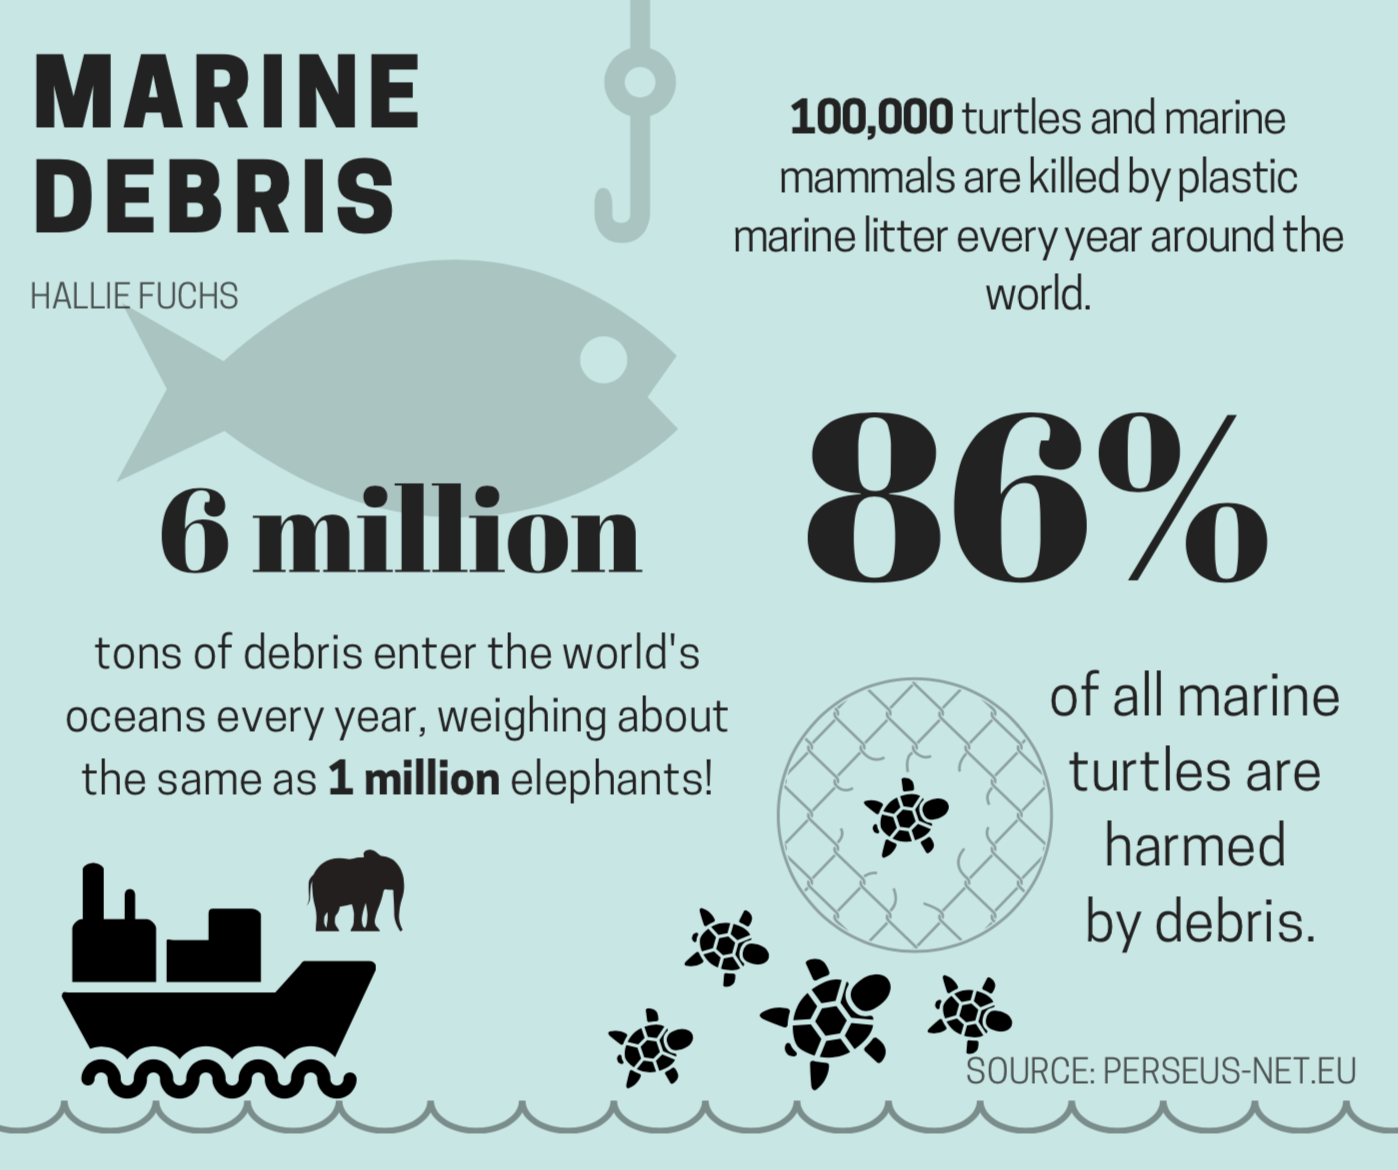 MARINE
DEBRIS
HALLIE FUCHS
100,000 turtles and marine
mammals are killed by plastic
marine litter every year around the
world.
6 million
tons of debris enter the world's
oceans every year, weighing about
the same as 1 million elephants!
86%
of all marine
turtles are
harmed
by debris.
SOURCE: PERSEUS-NET.EU